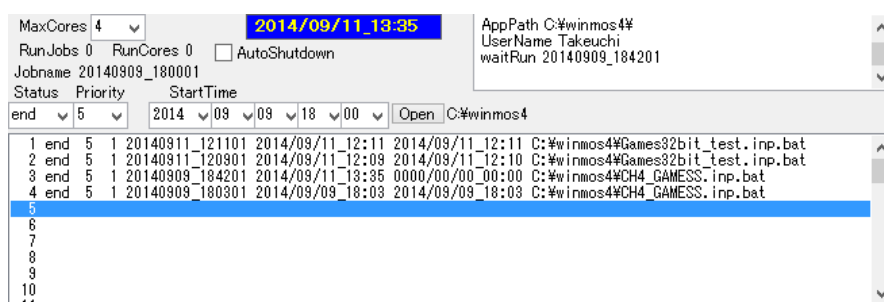 MaxCores 4
2014/09/11_13:35
RunJobs 0 RunCores 0 AutoShutdown
Jobname 20140909_180001
AppPath C:¥winmos4¥
UserName Takeuchi
waitRun 20140909_184201
Status Priority StartTime
end 5 2014 09 09 18 00 Open C:¥winmos4
1 end 5 1 20140911_121101 2014/09/11_12:11 2014/09/11_12:11 C:¥winmos4¥Games32bit_test.inp.bat
2 end 5 1 20140911_120901 2014/09/11_12:09 2014/09/11_12:10 C:¥winmos4¥Games32bit_test.inp.bat
3 end 5 1 20140909_184201 2014/09/11_13:35 0000/00/00_00:00 C:¥winmos4¥CH4_GAMESS.inp.bat
4 end 5 1 20140909_180301 2014/09/09_18:03 2014/09/09_18:03 C:¥winmos4¥CH4_GAMESS.inp.bat
5
6
7
8
9
10